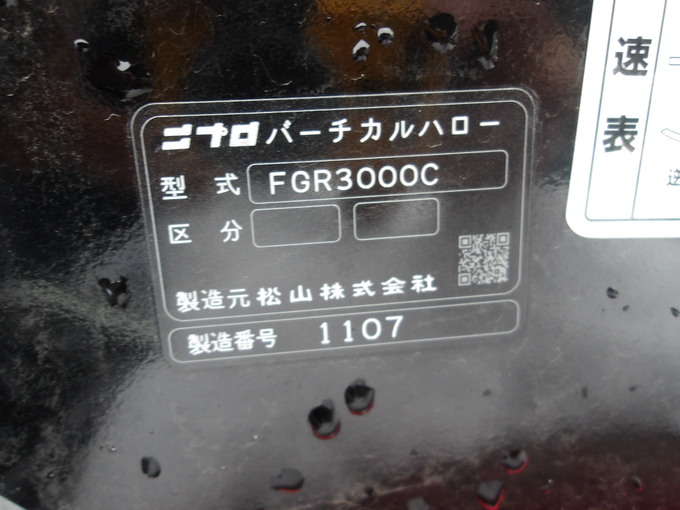 ニプロ バーチカルハロー
型式 FGR3000C
区分
製造元 松山株式会社
製造番号 1107
速表
逆